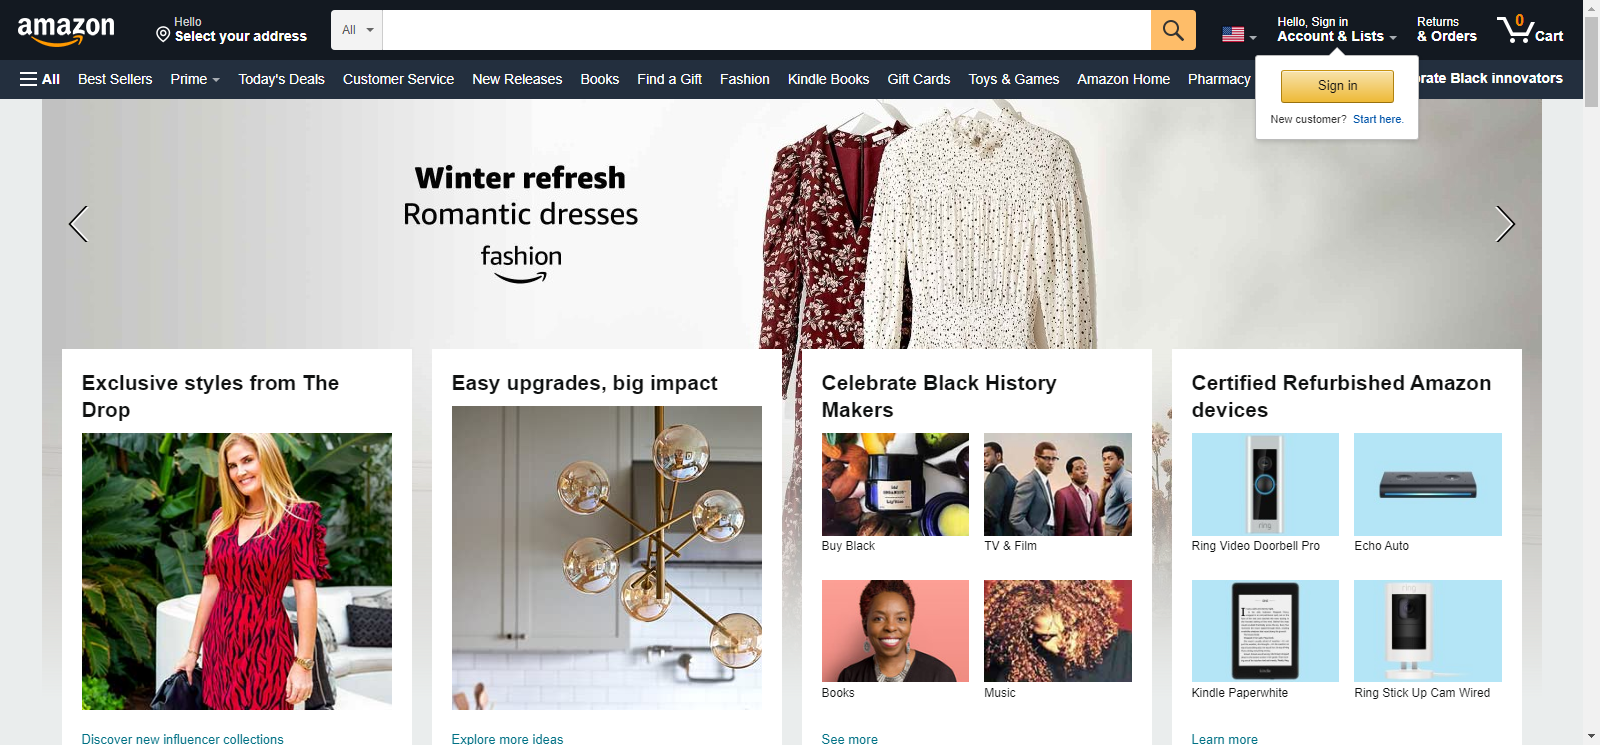 amazon
Hello
Select your address
All
Hello, Sign in
Account & Lists
Returns
& Orders
0
Cart
All
Best Sellers
Prime
Today's Deals
Customer Service
New Releases
Books
Find a Gift
Fashion
Kindle Books
Gift Cards
Toys & Games
Amazon Home
Pharmacy
brate Black innovators
Sign in
New customer? Start here.
Winter refresh
Romantic dresses
fashion
Exclusive styles from The
Drop
Discover new influencer collections
Easy upgrades, big impact
Explore more ideas
Celebrate Black History
Makers
Buy Black
TV & Film
Books
Music
See more
Certified Refurbished Amazon
devices
ring
Ring Video Doorbell Pro
Echo Auto
ring
Kindle Paperwhite
Ring Stick Up Cam Wired
Learn more